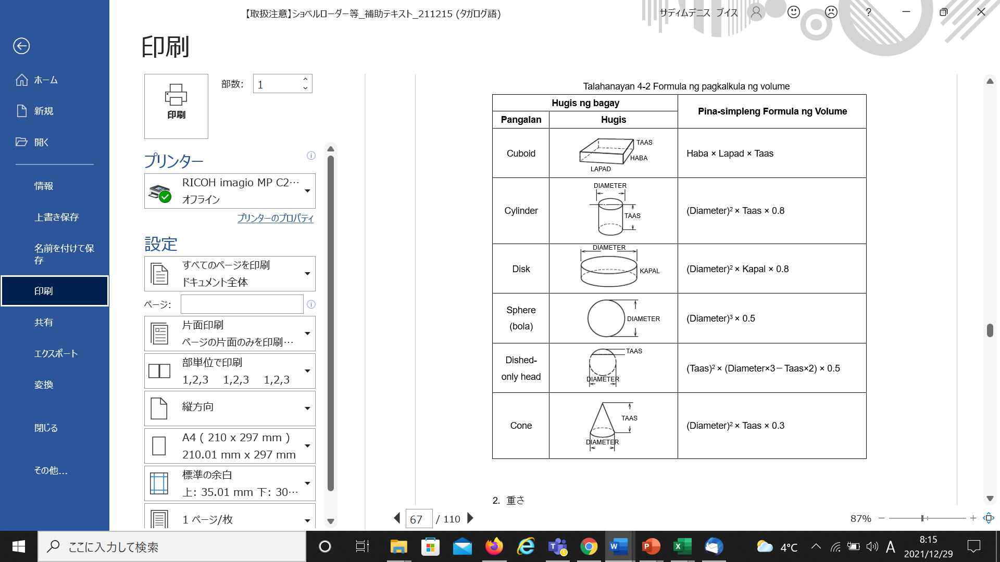 【取扱注意】ショベルローダー等_補助テキスト_211215 (タガログ語)
サディムデニス ブイス
?
印刷
ホーム
新規
開く
情報
上書き保存
名前を付けて保
存
印刷
共有
エクスポート
変換
閉じる
その他...
印刷
部数: 1
プリンター
RICOH imagio MP C2…
オフライン
プリンターのプロパティ
設定
すべてのページを印刷
ドキュメント全体
ページ:
片面印刷
ページの片面のみを印刷…
部単位で印刷
1,2,3 1,2,3 1,2,3
縦方向
A4 ( 210 x 297 mm )
210.01 mm x 297 mm
標準の余白
上: 35.01 mm 下: 30…
1 ページ/枚
Talahanayan 4-2 Formula ng pagkalkula ng volume
Hugis ng bagay
Pina-simpleng Formula ng Volume
Pangalan
Hugis
Cuboid
TAAS
HABA
LAPAD
Haba × Lapad × Taas
Cylinder
DIAMETER
TAAS
(Diameter)² × Taas × 0.8
Disk
DIAMETER
KAPAL
(Diameter)² × Kapal × 0.8
Sphere
(bola)
DIAMETER
(Diameter)³ × 0.5
Dished-
only head
TAAS
DIAMETER
(Taas)² × (Diameter×3－Taas×2) × 0.5
Cone
TAAS
DIAMETER
(Diameter)² × Taas × 0.3
2. 重さ
67 / 110
87%
ここに入力して検索
4°C
A
8:15
2021/12/29